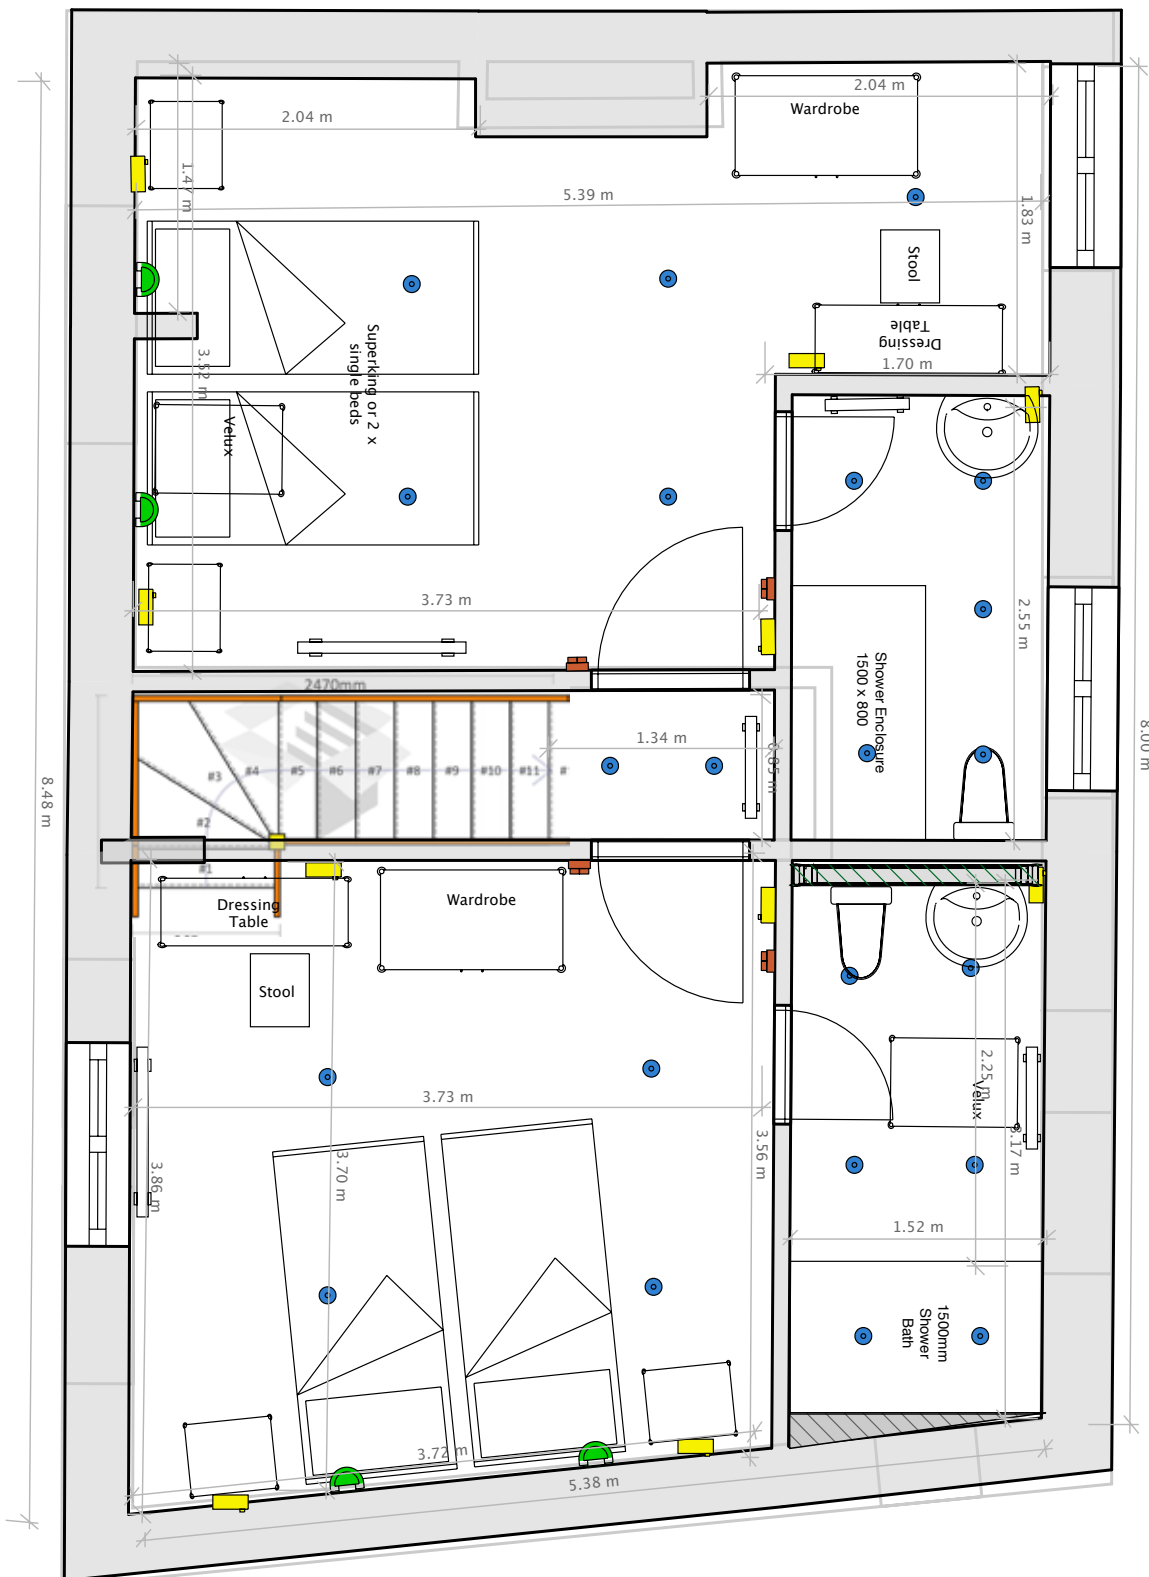 2.04 m
2.04 m
Wardrobe
1.47 m
5.39 m
1.83 m
Stool
Dressing
Table
1.70 m
Superking or 2 x
single beds
3.52 m
Velux
3.73 m
2.55 m
Shower Enclosure
1500 x 800
2470mm
1.34 m
#1
#2
#3
#4
#5
#6
#7
#8
#9
#10
#11
8.48 m
8.00 m
Dressing
Table
Wardrobe
Stool
2.25 m
Velux
3.73 m
3.56 m
3.70 m
3.86 m
1.52 m
1500mm
Shower
Bath
3.72 m
5.38 m